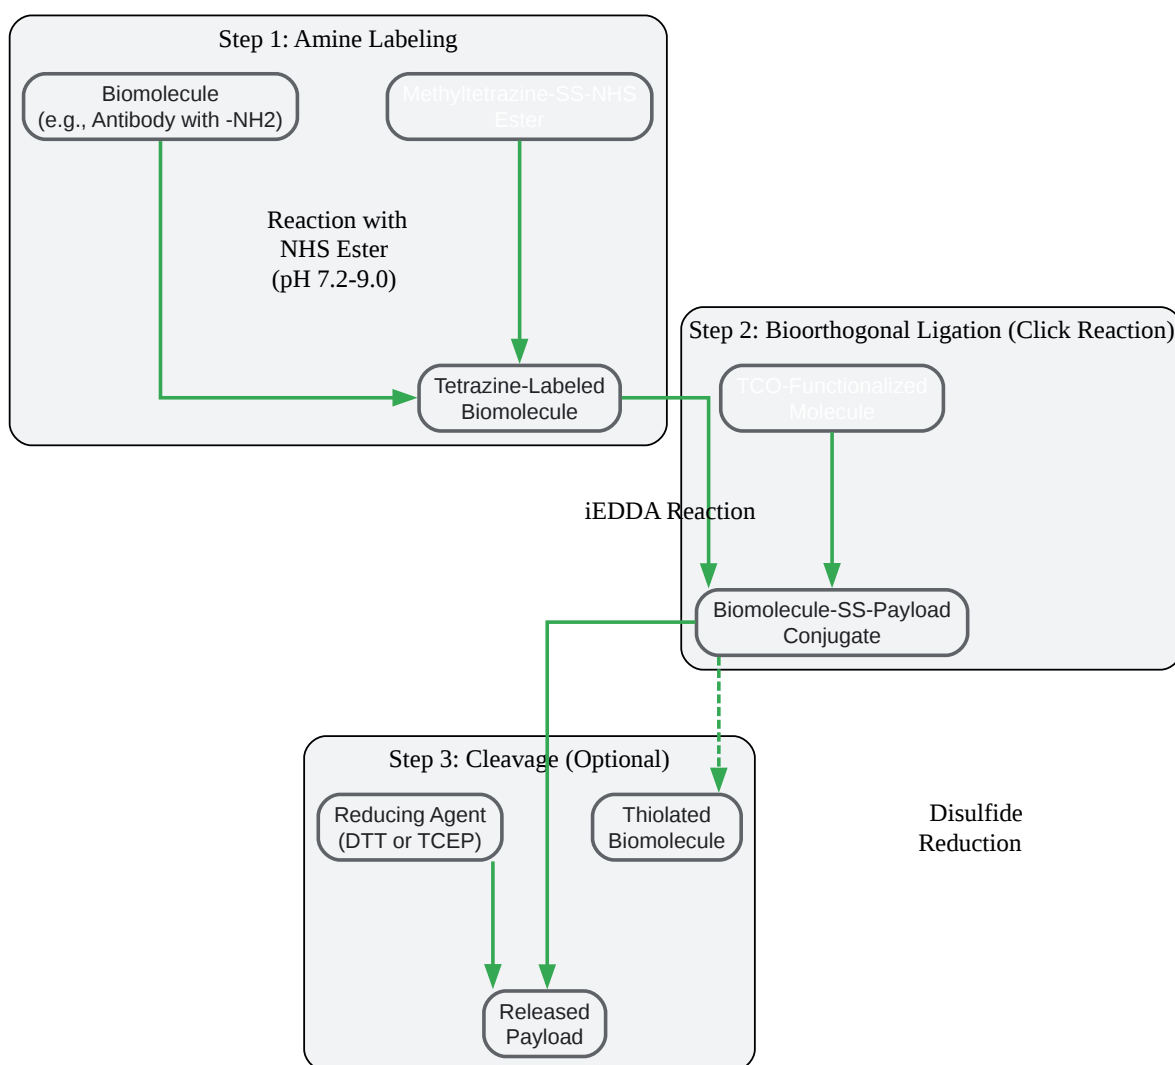 Step 1: Amine Labeling
Biomolecule
(e.g., Antibody with -NH2)
Methyltetrazine-SS-NHS
Ester
Reaction with
NHS Ester
(pH 7.2-9.0)
Tetrazine-Labeled
Biomolecule
Step 2: Bioorthogonal Ligation (Click Reaction)
TCO-Functionalized
Molecule
iEDDA Reaction
Biomolecule-SS-Payload
Conjugate
Step 3: Cleavage (Optional)
Reducing Agent
(DTT or TCEP)
Thiolated
Biomolecule
Disulfide
Reduction
Released
Payload